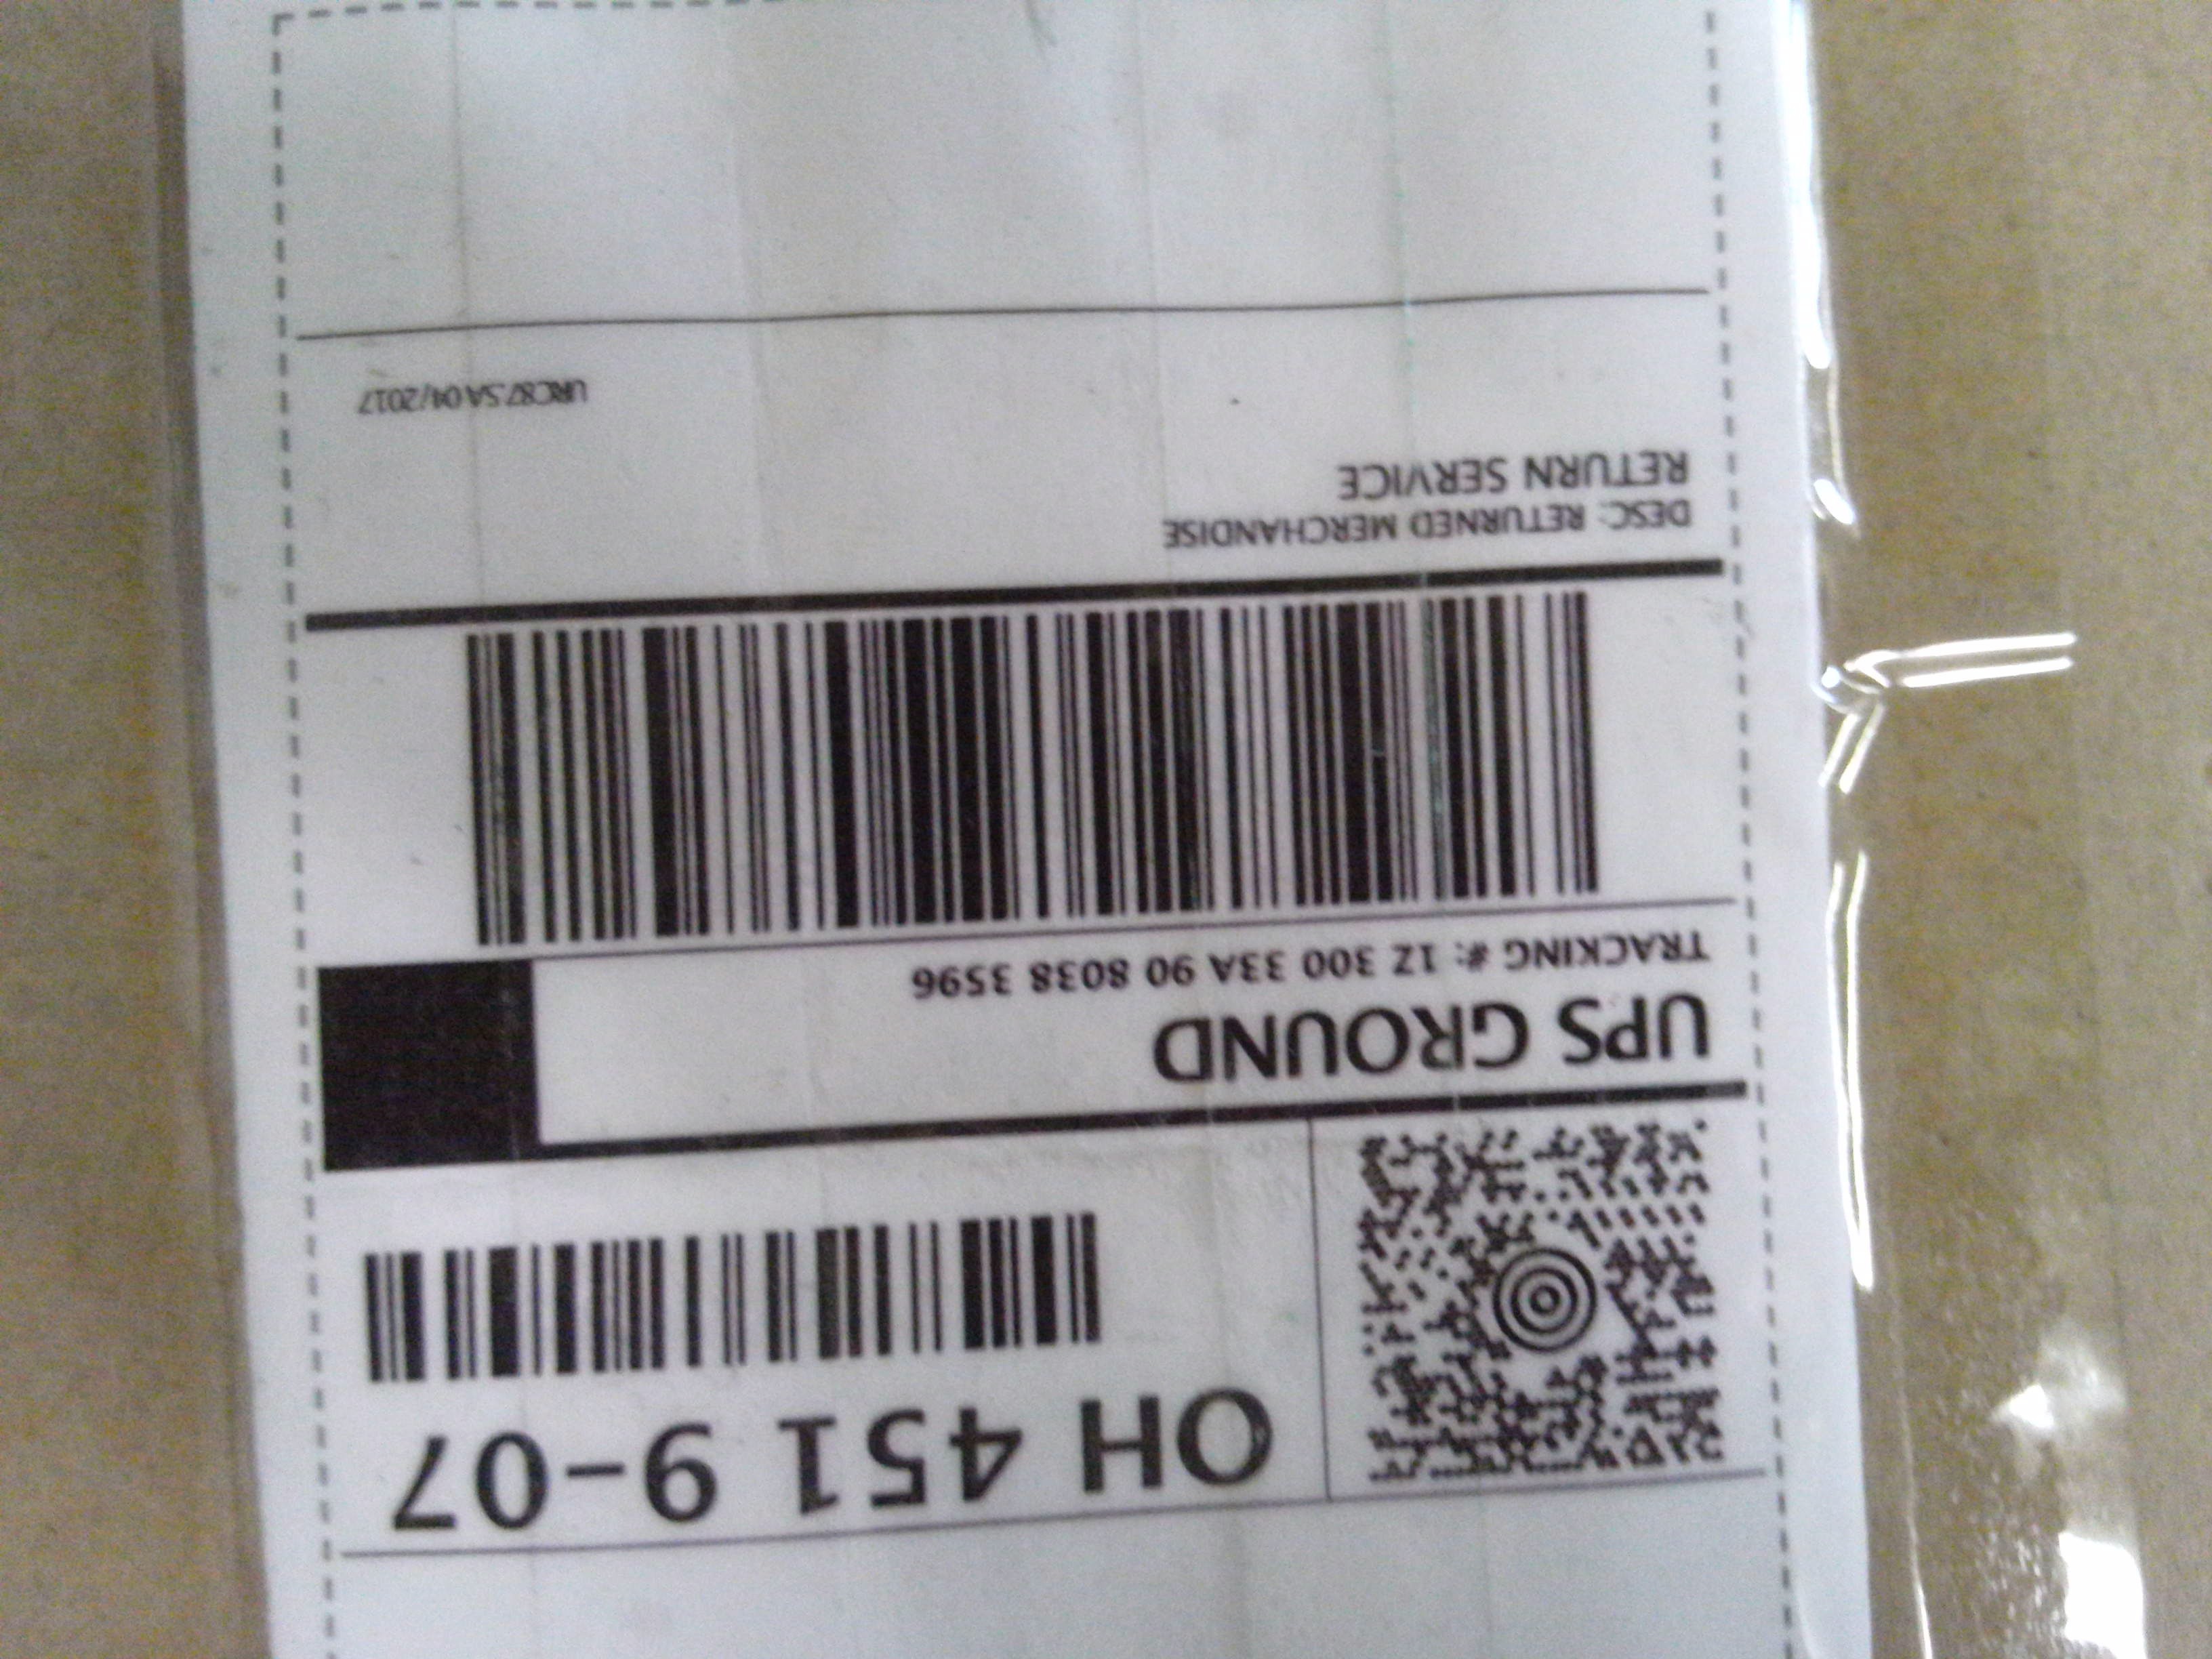 OH 451 9-07
UPS GROUND
TRACKING #: 1Z 300 33A 90 8038 3596
DESC: RETURNED MERCHANDISE
RETURN SERVICE
URC87.5A 04/2017